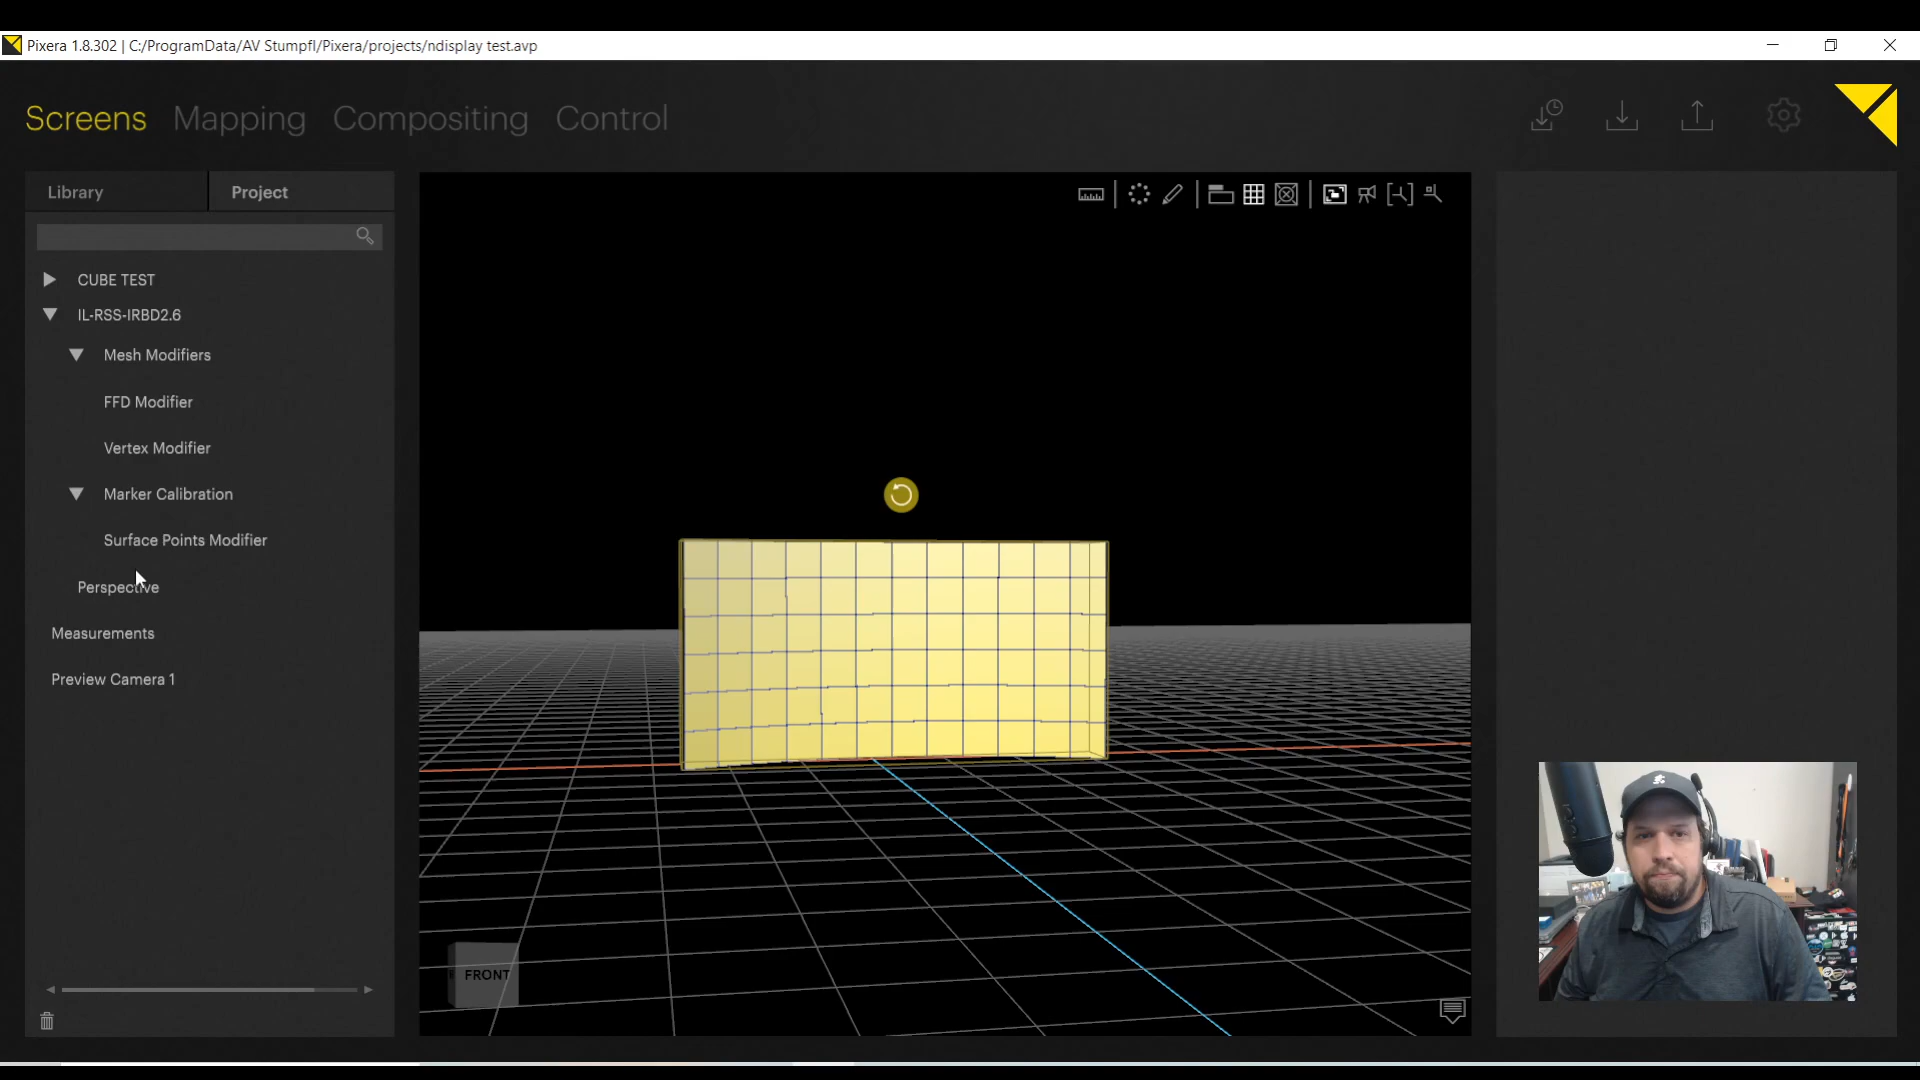 Pixera 1.8.302 | C:/ProgramData/AV Stumpfl/Pixera/projects/ndisplay test.avp
Screens Mapping Compositing Control
Library Project
CUBE TEST
IL-RSS-IRBD2.6
Mesh Modifiers
FFD Modifier
Vertex Modifier
Marker Calibration
Surface Points Modifier
Perspective
Measurements
Preview Camera 1
FRONT